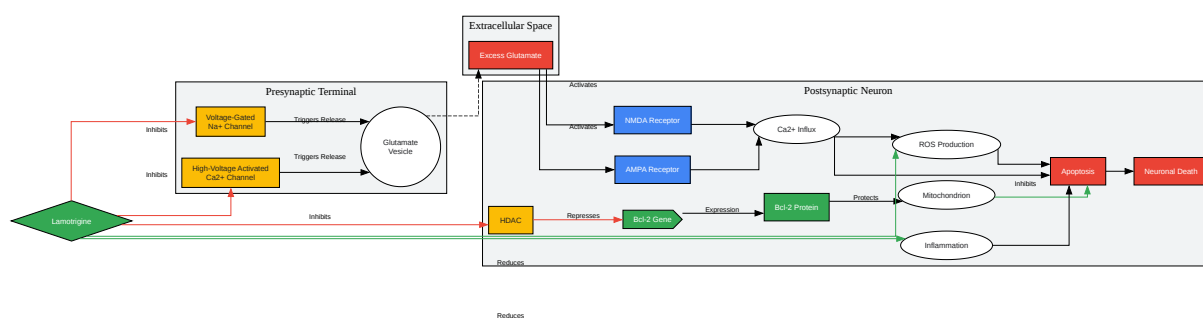 Extracellular Space
Excess Glutamate
Presynaptic Terminal
Voltage-Gated
Na+ Channel
Triggers Release
High-Voltage Activated
Ca2+ Channel
Triggers Release
Glutamate
Vesicle
Inhibits
Inhibits
Lamotrigine
Inhibits
Postsynaptic Neuron
Activates
Activates
NMDA Receptor
AMPA Receptor
Ca2+ Influx
ROS Production
Apoptosis
Neuronal Death
Inhibits
HDAC
Represses
Bcl-2 Gene
Expression
Bcl-2 Protein
Protects
Mitochondrion
Inflammation
Reduces
Reduces